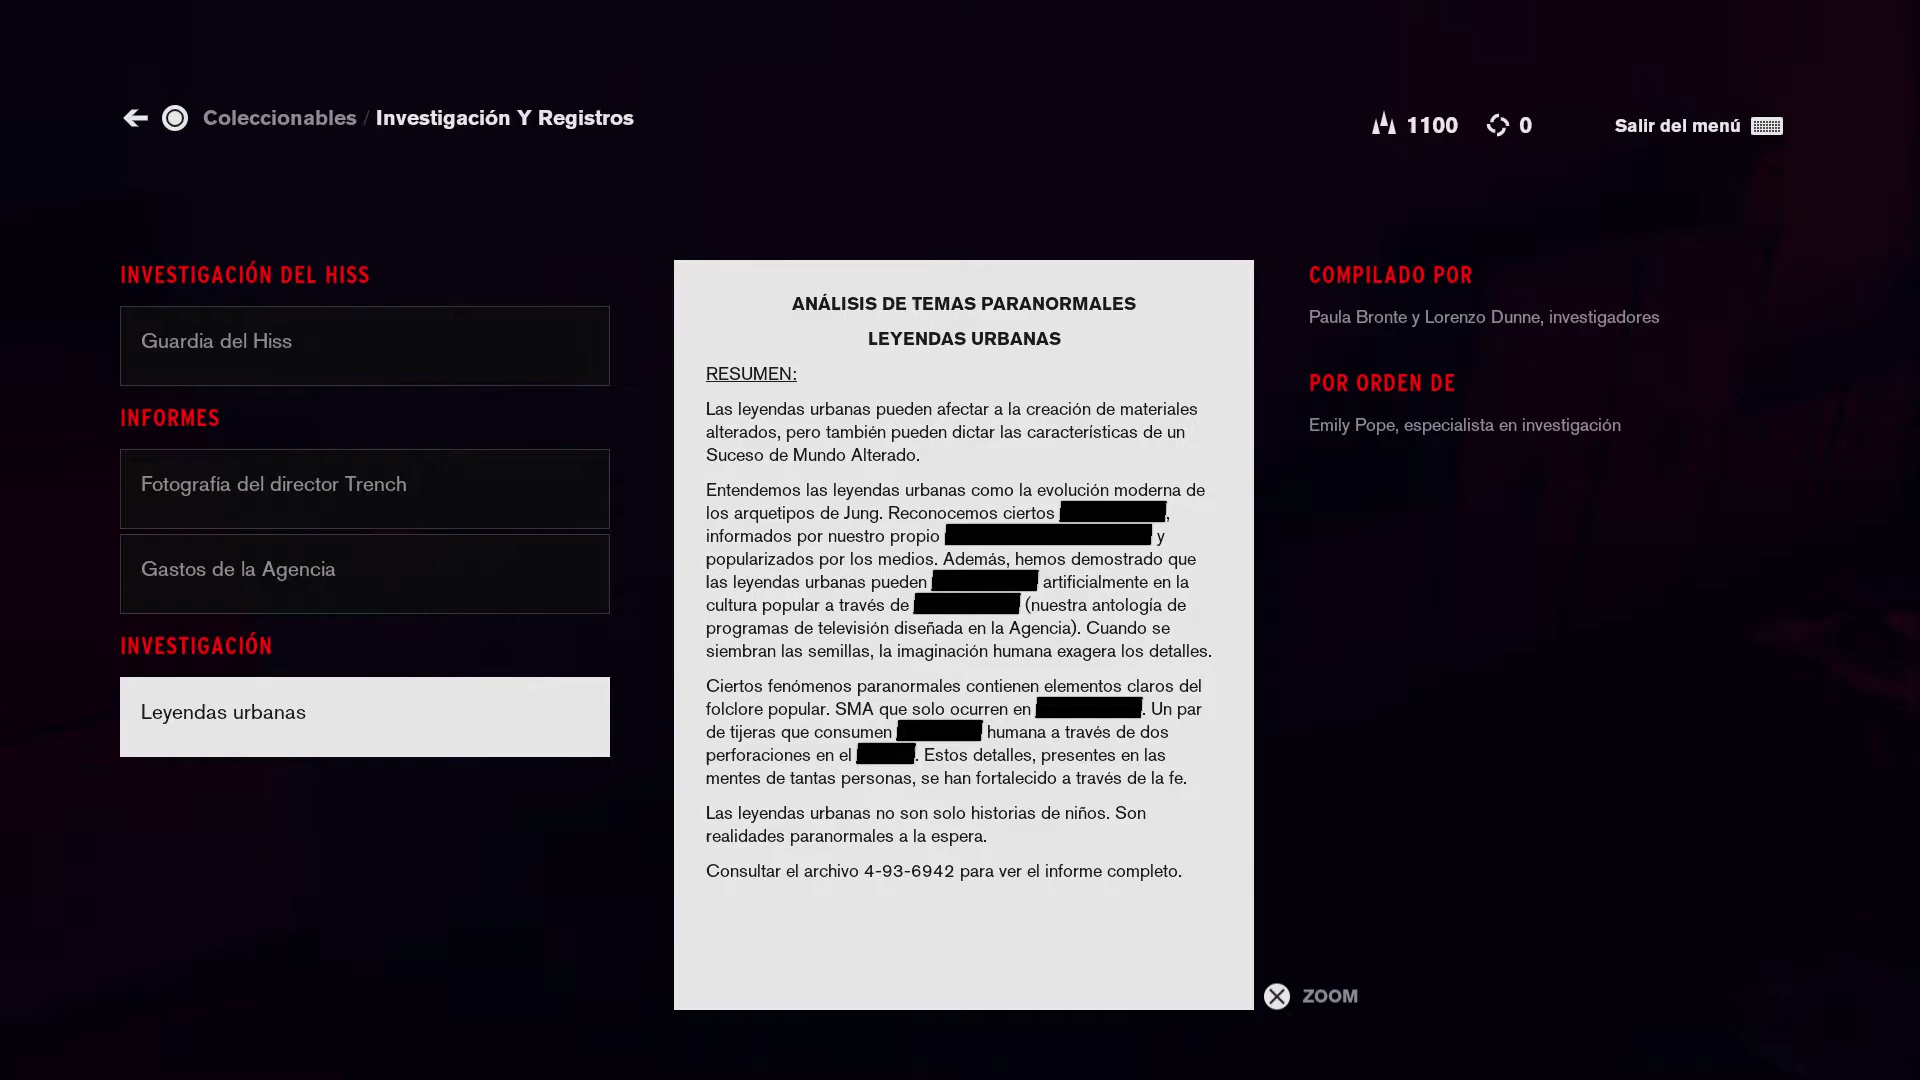 Coleccionables / Investigación Y Registros
1100
0
Salir del menú
INVESTIGACIÓN DEL HISS
Guardia del Hiss
INFORMES
Fotografía del director Trench
Gastos de la Agencia
INVESTIGACIÓN
Leyendas urbanas
ANÁLISIS DE TEMAS PARANORMALES
LEYENDAS URBANAS
RESUMEN:
Las leyendas urbanas pueden afectar a la creación de materiales
alterados, pero también pueden dictar las características de un
Suceso de Mundo Alterado.
Entendemos las leyendas urbanas como la evolución moderna de
los arquetipos de Jung. Reconocemos ciertos ,
informados por nuestro propio y
popularizados por los medios. Además, hemos demostrado que
las leyendas urbanas pueden artificialmente en la
cultura popular a través de (nuestra antología de
programas de televisión diseñada en la Agencia). Cuando se
siembran las semillas, la imaginación humana exagera los detalles.
Ciertos fenómenos paranormales contienen elementos claros del
folclore popular. SMA que solo ocurren en . Un par
de tijeras que consumen humana a través de dos
perforaciones en el . Estos detalles, presentes en las
mentes de tantas personas, se han fortalecido a través de la fe.
Las leyendas urbanas no son solo historias de niños. Son
realidades paranormales a la espera.
Consultar el archivo 4-93-6942 para ver el informe completo.
COMPILADO POR
Paula Bronte y Lorenzo Dunne, investigadores
POR ORDEN DE
Emily Pope, especialista en investigación
ZOOM